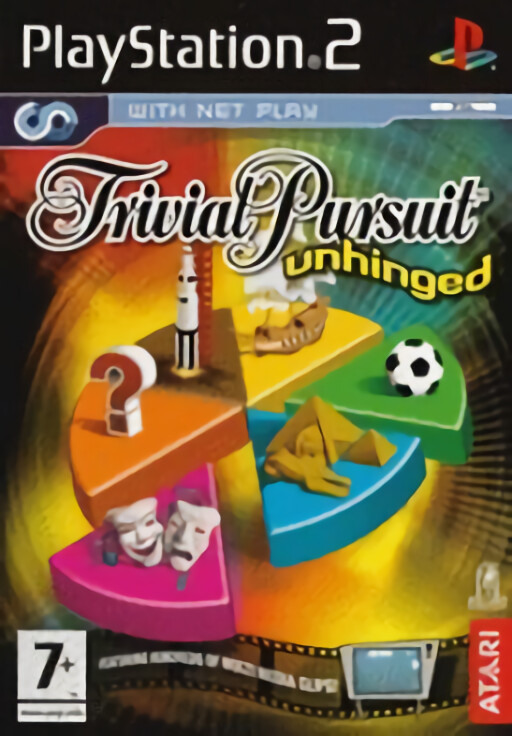 PlayStation.2
WITH NET PLAY
Trivial Pursuit
unhinged
?
7+
ATARI